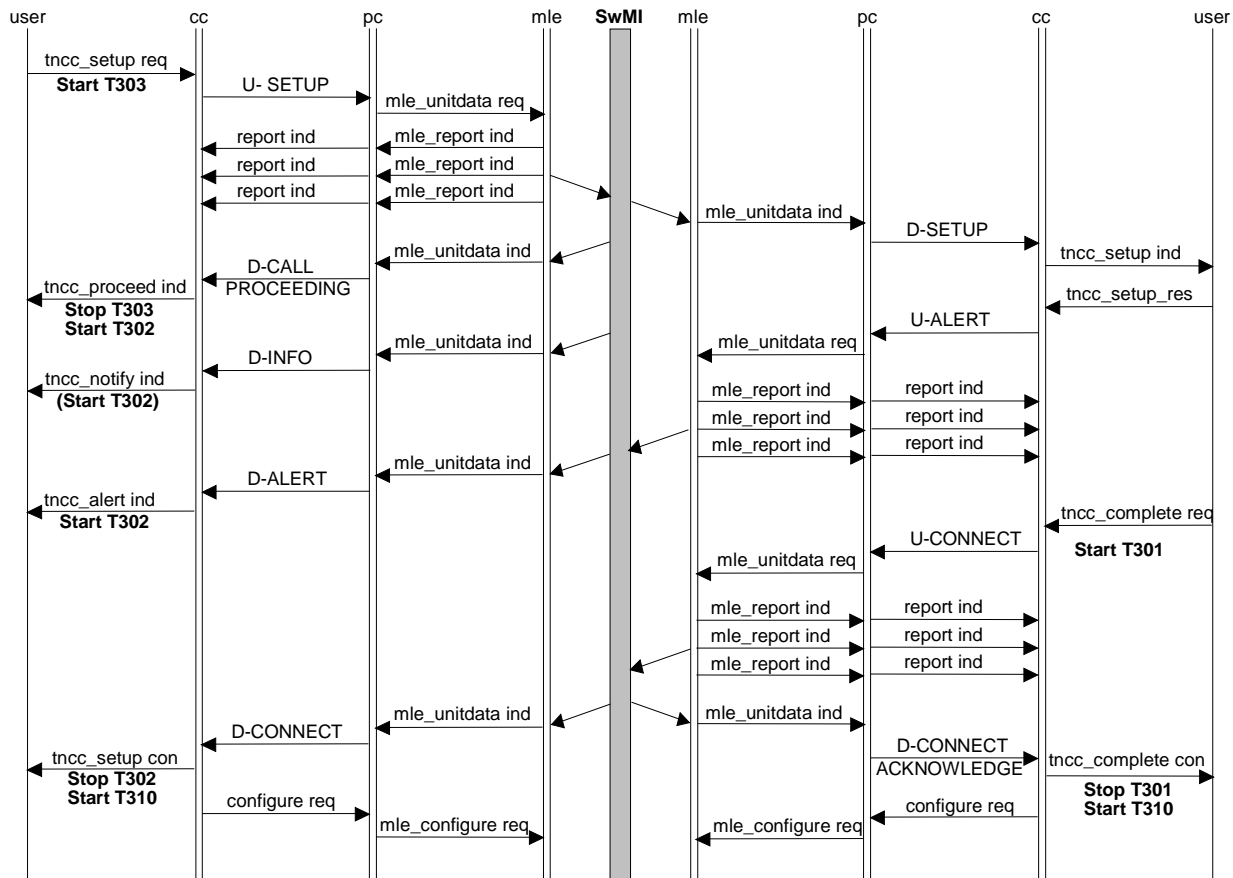 user cc pc mle SwMI mle pc cc user
tncc_setup req
Start T303
U- SETUP
mle_unitdata req
report ind mle_report ind
report ind mle_report ind
report ind mle_report ind
mle_unitdata ind
D-SETUP
tncc_setup ind
mle_unitdata ind
D-CALL
PROCEEDING
tncc_proceed ind
Stop T303
Start T302
tncc_setup_res
U-ALERT
mle_unitdata req
mle_unitdata ind
D-INFO
tncc_notify ind
(Start T302)
mle_report ind report ind
mle_report ind report ind
mle_report ind report ind
mle_unitdata ind
D-ALERT
tncc_alert ind
Start T302
tncc_complete req
Start T301
U-CONNECT
mle_unitdata req
mle_report ind report ind
mle_report ind report ind
mle_report ind report ind
mle_unitdata ind
D-CONNECT
tncc_setup con
Stop T302
Start T310
mle_unitdata ind
D-CONNECT
ACKNOWLEDGE
tncc_complete con
Stop T301
Start T310
configure req
mle_configure req
configure req
mle_configure req